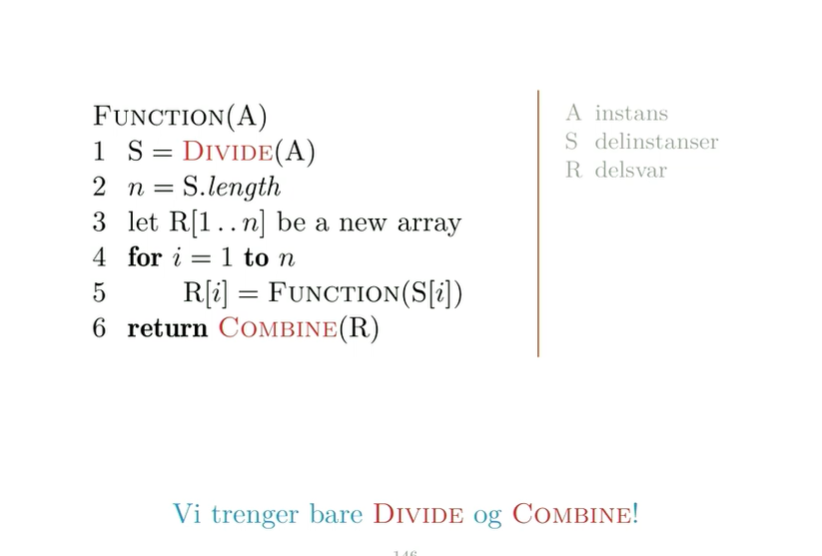 FUNCTION(A)
1 S = DIVIDE(A)
2 n = S.length
3 let R[1 . . n] be a new array
4 for i = 1 to n
5 R[i] = FUNCTION(S[i])
6 return COMBINE(R)
A instans
S delinstanser
R delsvar
Vi trenger bare DIVIDE og COMBINE!